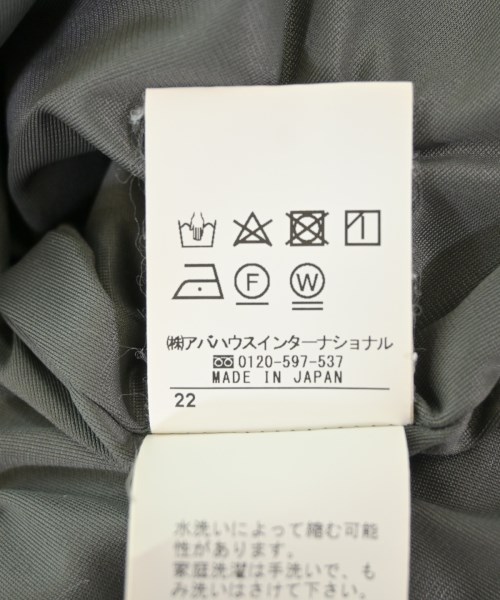 F W
㈱アバハウスインターナショナル
0120-597-537
MADE IN JAPAN
22
水洗いによって縮む可能
性があります。
家庭洗濯は手洗いで、も
み洗いはさけて下さい。